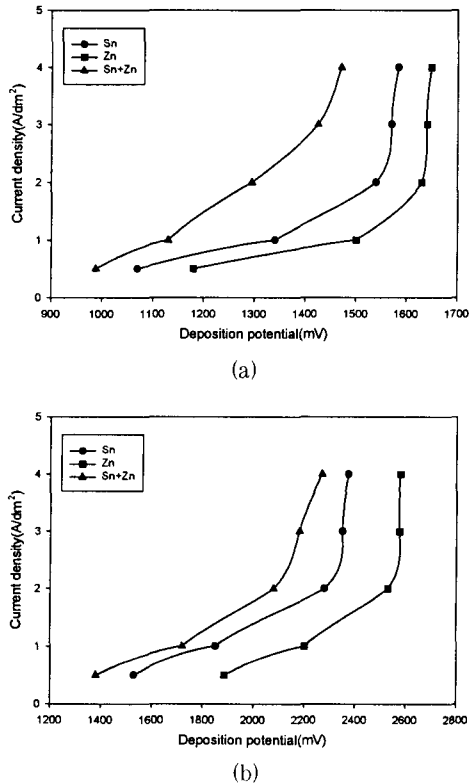 5
4
3
2
1
0
Current density(A/dm²)
Sn
Zn
Sn+Zn
900 1000 1100 1200 1300 1400 1500 1600 1700
Deposition potential(mV)
(a)
5
4
3
2
1
0
Current density(A/dm²)
Sn
Zn
Sn+Zn
1200 1400 1600 1800 2000 2200 2400 2600 2800
Deposition potential(mV)
(b)